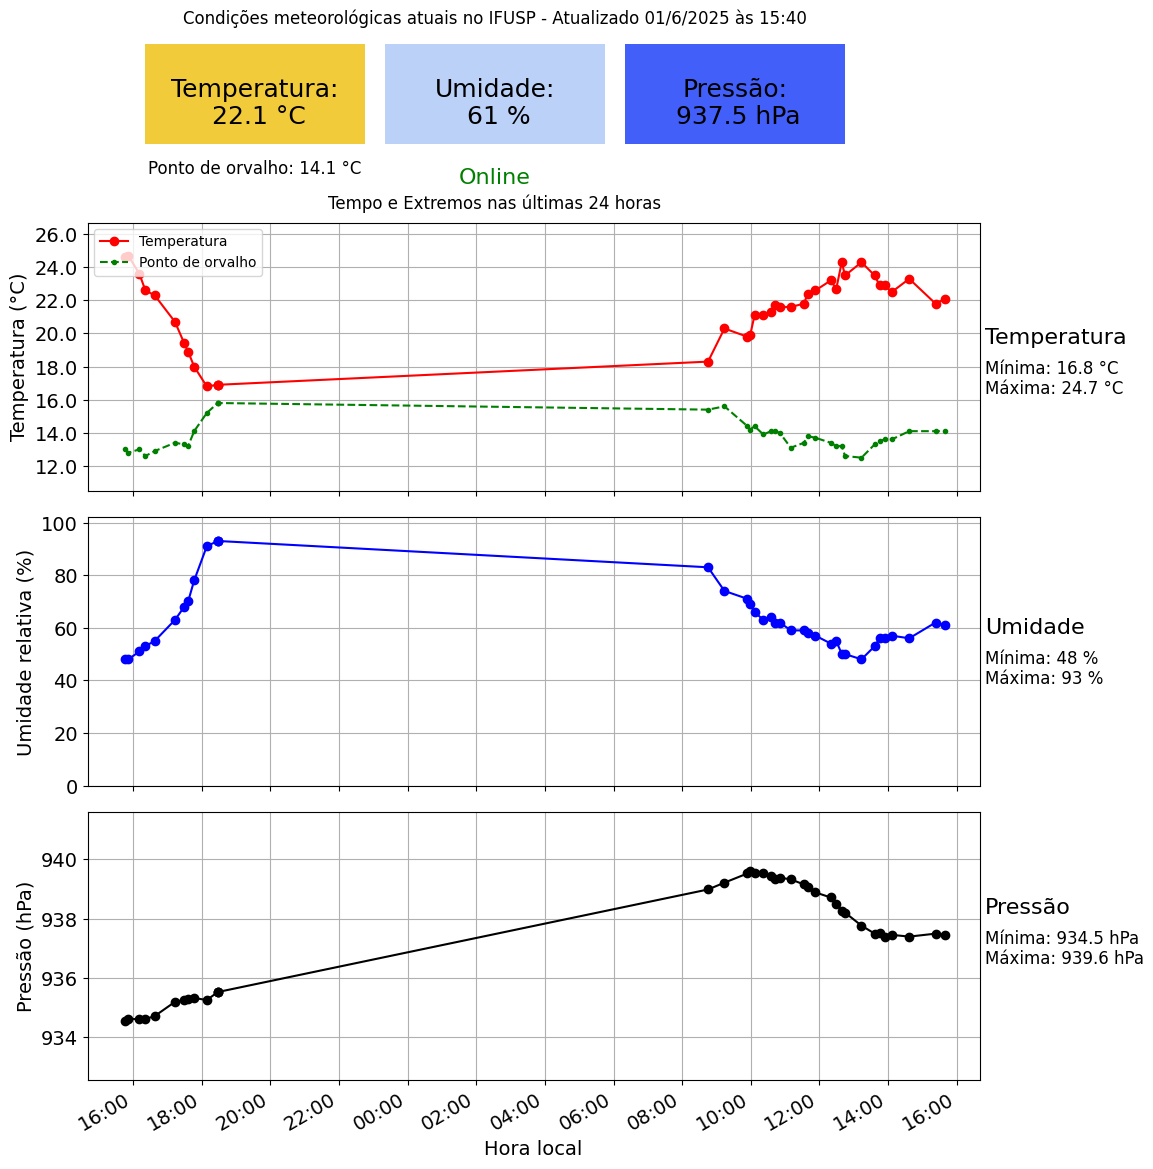 Condições meteorológicas atuais no IFUSP - Atualizado 01/6/2025 às 15:40
Temperatura:
22.1 °C
Umidade:
61 %
Pressão:
937.5 hPa
Ponto de orvalho: 14.1 °C
Online
Tempo e Extremos nas últimas 24 horas
Temperatura (°C)
26.0
24.0
22.0
20.0
18.0
16.0
14.0
12.0
Temperatura
Ponto de orvalho
Temperatura
Mínima: 16.8 °C
Máxima: 24.7 °C
Umidade relativa (%)
100
80
60
40
20
0
Umidade
Mínima: 48 %
Máxima: 93 %
Pressão (hPa)
940
938
936
934
Pressão
Mínima: 934.5 hPa
Máxima: 939.6 hPa
16:00 18:00 20:00 22:00 00:00 02:00 04:00 06:00 08:00 10:00 12:00 14:00 16:00
Hora local